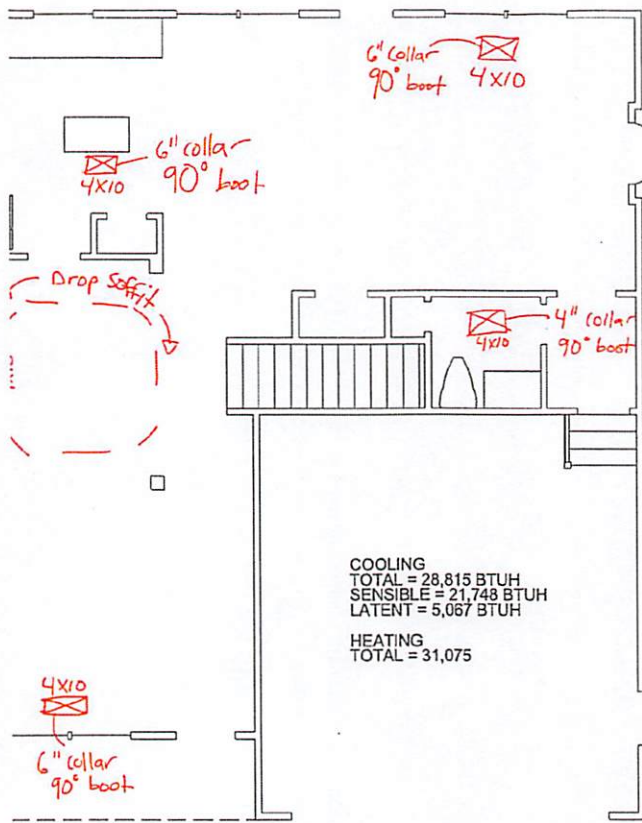 6" collar
90° boot
4x10
6" collar
90° boot
4x10
Drop Soffit
4" collar
90° boot
4x10
COOLING
TOTAL = 28,815 BTUH
SENSIBLE = 21,748 BTUH
LATENT = 5,067 BTUH
HEATING
TOTAL = 31,075
4x10
6" collar
90° boot